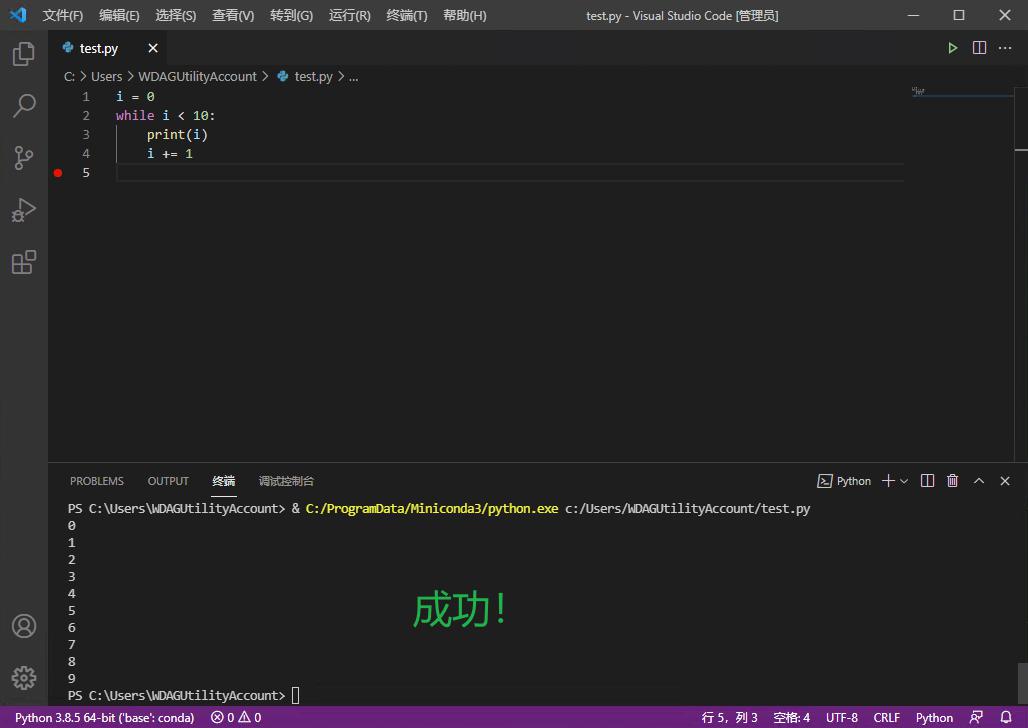 文件(F) 编辑(E) 选择(S) 查看(V) 转到(G) 运行(R) 终端(T) 帮助(H) test.py - Visual Studio Code [管理员]
test.py
C: > Users > WDAGUtilityAccount > test.py > ...
1 i = 0
2 while i < 10:
3     print(i)
4     i += 1
5
PROBLEMS OUTPUT 终端 调试控制台 Python
PS C:\Users\WDAGUtilityAccount> & C:/ProgramData/Miniconda3/python.exe c:/Users/WDAGUtilityAccount/test.py
0
1
2
3
4
5
成功!
6
7
8
9
PS C:\Users\WDAGUtilityAccount>
Python 3.8.5 64-bit ('base': conda) 0 0 行 5，列 3 空格: 4 UTF-8 CRLF Python